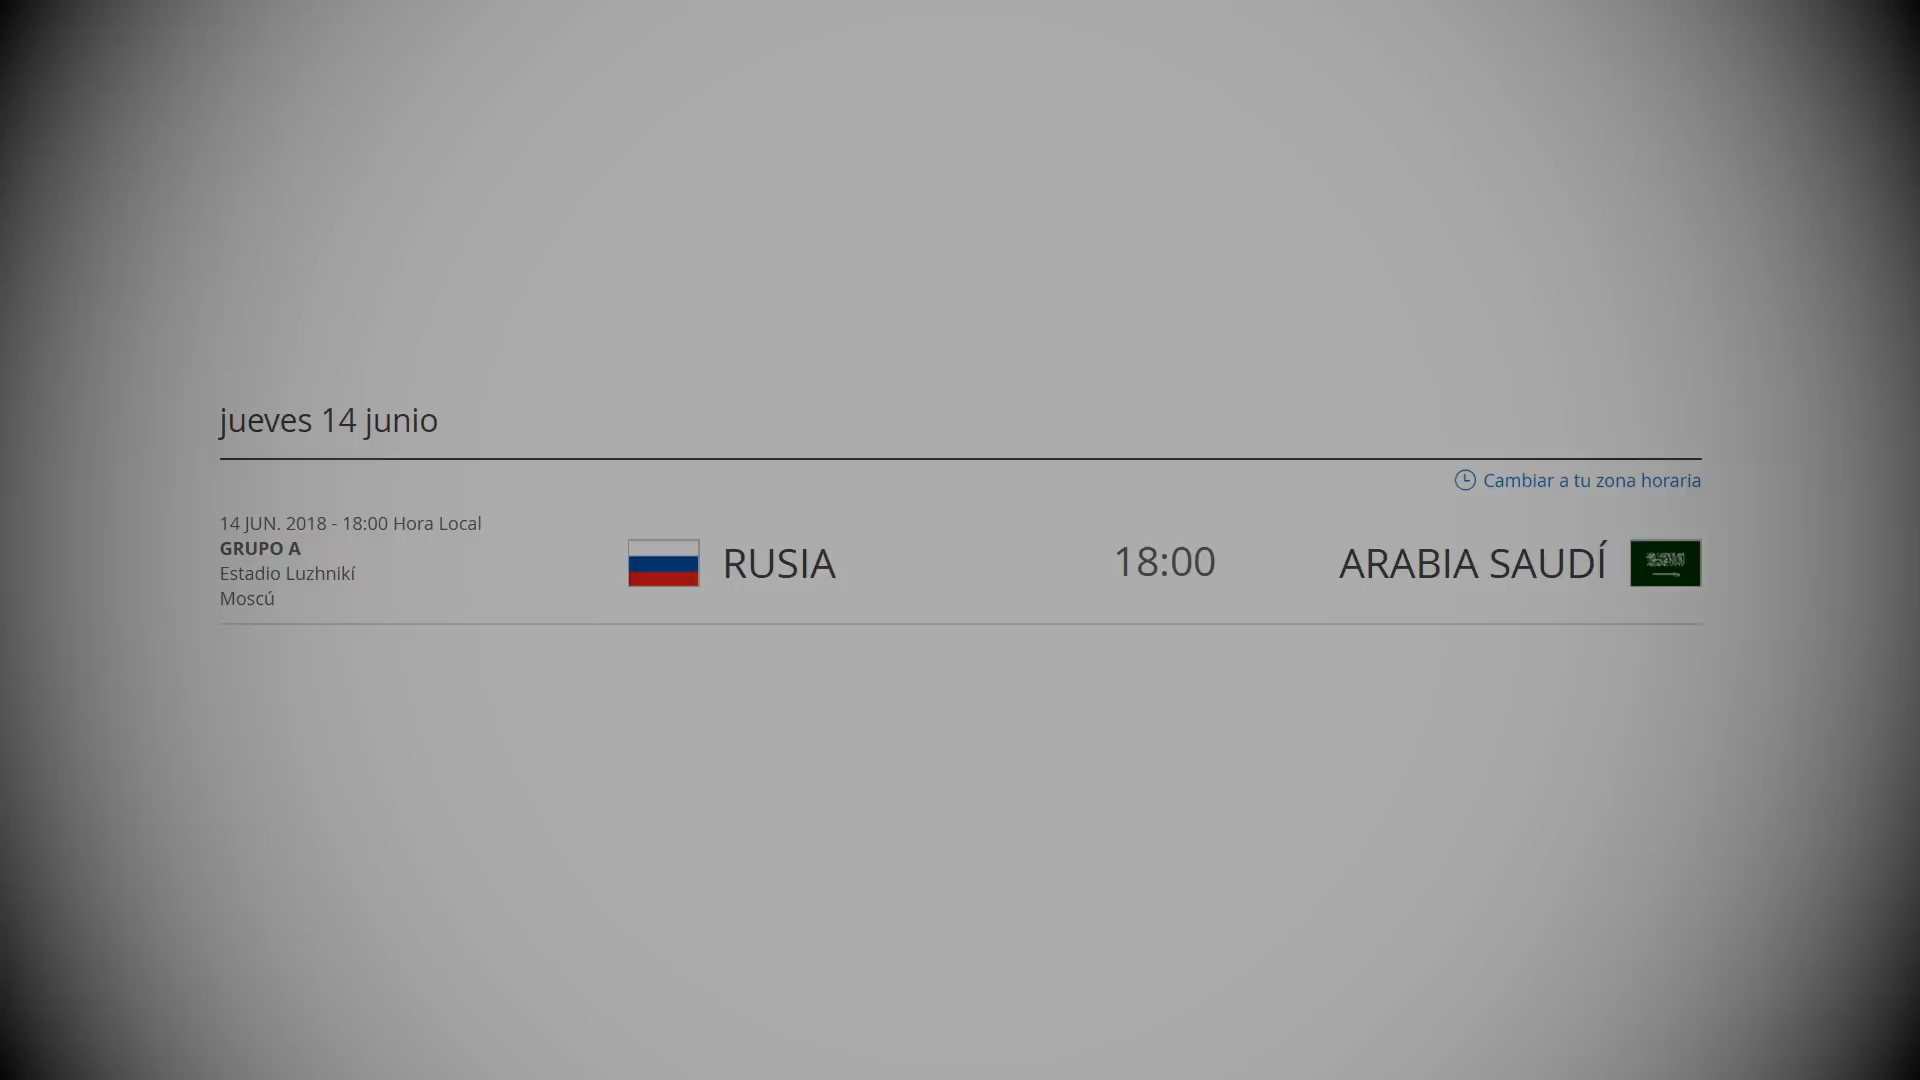 jueves 14 junio
Cambiar a tu zona horaria
14 JUN. 2018 - 18:00 Hora Local
GRUPO A
Estadio Luzhnikí
Moscú
RUSIA 18:00 ARABIA SAUDÍ